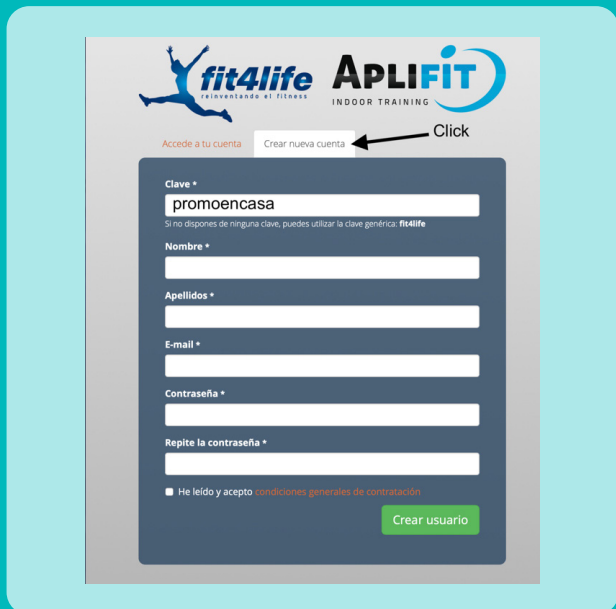 fit4life
reinventando el fitness
APLIFIT
INDOOR TRAINING
Click
Accede a tu cuenta
Crear nueva cuenta
Clave *
promoencasa
Si no dispones de ninguna clave, puedes utilizar la clave genérica: fit4life
Nombre *
Apellidos *
E-mail *
Contraseña *
Repite la contraseña *
He leído y acepto condiciones generales de contratación
Crear usuario